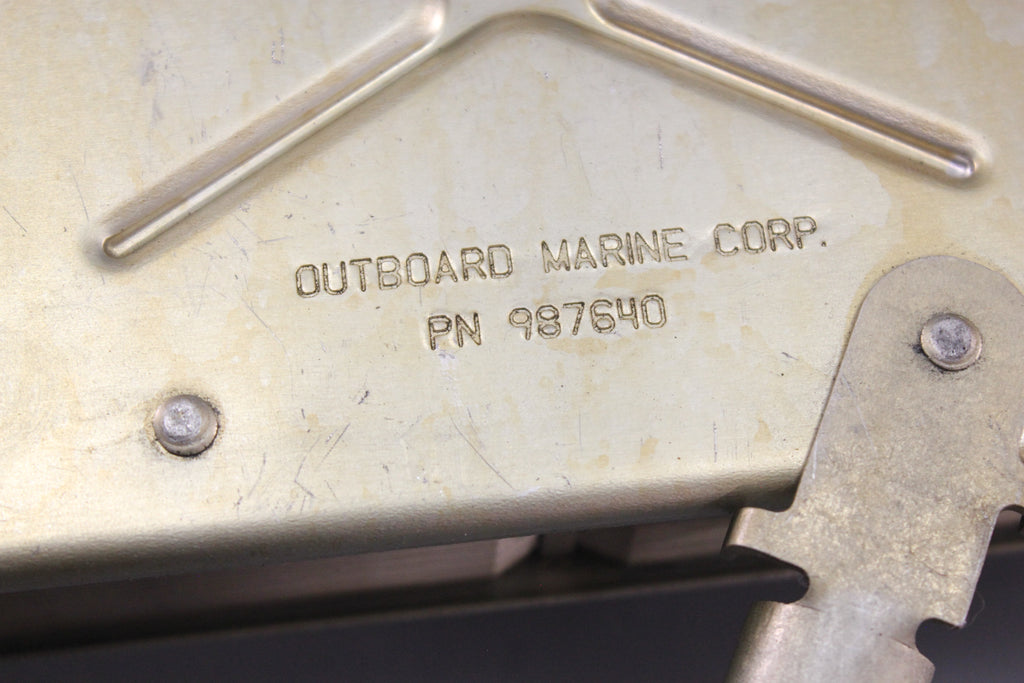 OUTBOARD MARINE CORP.
PN 987640